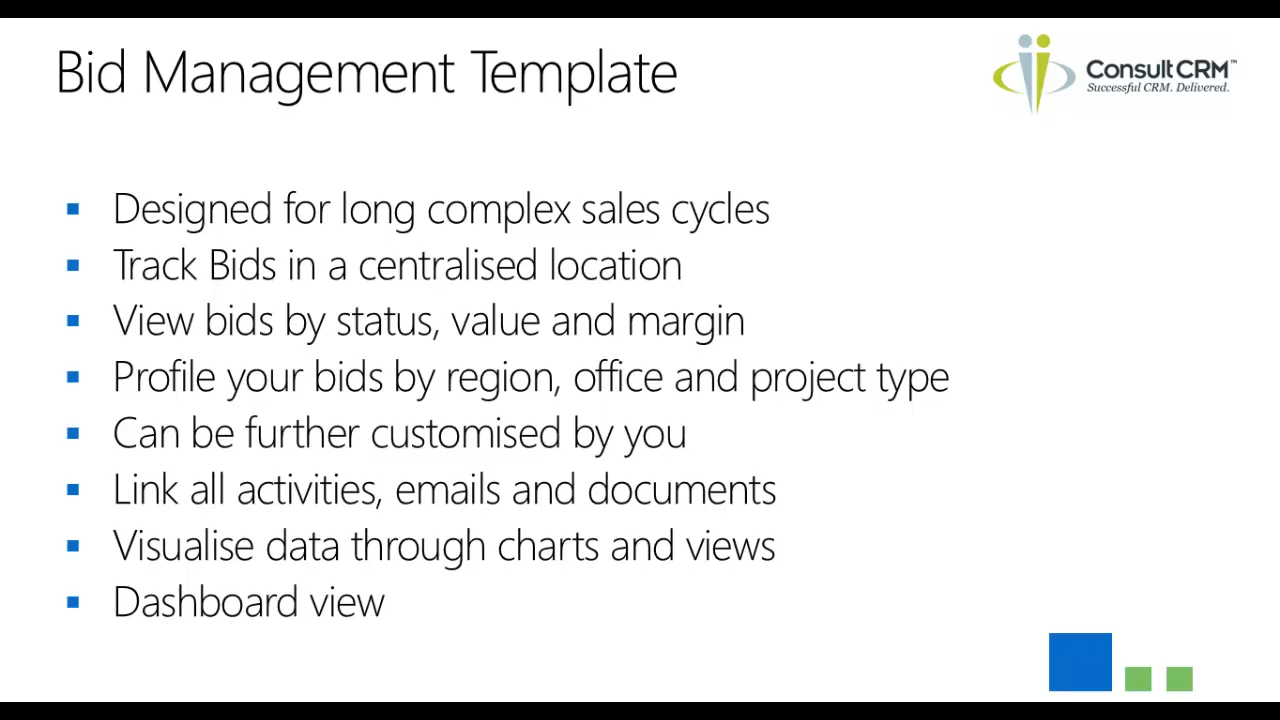 Bid Management Template
ConsultCRM™
Successful CRM. Delivered.
Designed for long complex sales cycles
Track Bids in a centralised location
View bids by status, value and margin
Profile your bids by region, office and project type
Can be further customised by you
Link all activities, emails and documents
Visualise data through charts and views
Dashboard view